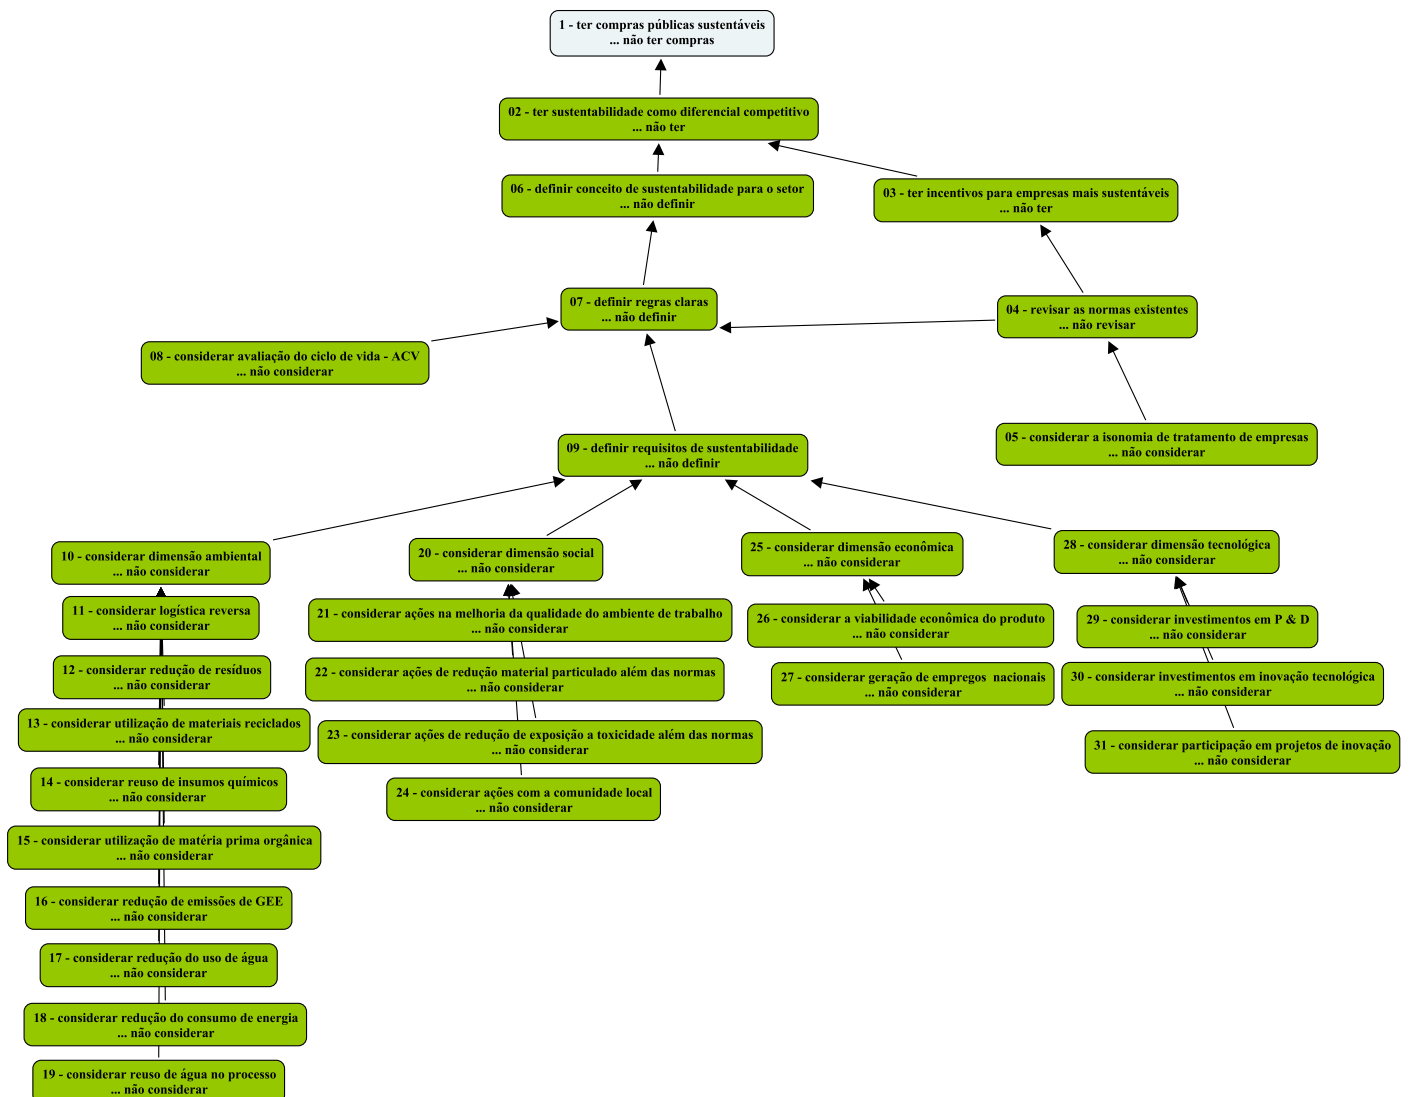 1 - ter compras públicas sustentáveis
... não ter compras
02 - ter sustentabilidade como diferencial competitivo
... não ter
06 - definir conceito de sustentabilidade para o setor
... não definir
03 - ter incentivos para empresas mais sustentáveis
... não ter
07 - definir regras claras
... não definir
04 - revisar as normas existentes
... não revisar
08 - considerar avaliação do ciclo de vida - ACV
... não considerar
05 - considerar a isonomia de tratamento de empresas
... não considerar
09 - definir requisitos de sustentabilidade
... não definir
10 - considerar dimensão ambiental
... não considerar
11 - considerar logística reversa
... não considerar
12 - considerar redução de resíduos
... não considerar
13 - considerar utilização de materiais reciclados
... não considerar
14 - considerar reuso de insumos químicos
... não considerar
15 - considerar utilização de matéria prima orgânica
... não considerar
16 - considerar redução de emissões de GEE
... não considerar
17 - considerar redução do uso de água
... não considerar
18 - considerar redução do consumo de energia
... não considerar
19 - considerar reuso de água no processo
... não considerar
20 - considerar dimensão social
... não considerar
21 - considerar ações na melhoria da qualidade do ambiente de trabalho
... não considerar
22 - considerar ações de redução material particulado além das normas
... não considerar
23 - considerar ações de redução de exposição a toxicidade além das normas
... não considerar
24 - considerar ações com a comunidade local
... não considerar
25 - considerar dimensão econômica
... não considerar
26 - considerar a viabilidade econômica do produto
... não considerar
27 - considerar geração de empregos  nacionais
... não considerar
28 - considerar dimensão tecnológica
... não considerar
29 - considerar investimentos em P & D
... não considerar
30 - considerar investimentos em inovação tecnológica
... não considerar
31 - considerar participação em projetos de inovação
... não considerar